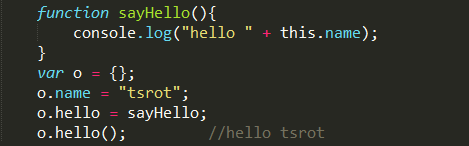 function sayHello(){
    console.log("hello " + this.name);
}
var o = {};
o.name = "tsrot";
o.hello = sayHello;
o.hello();          //hello tsrot